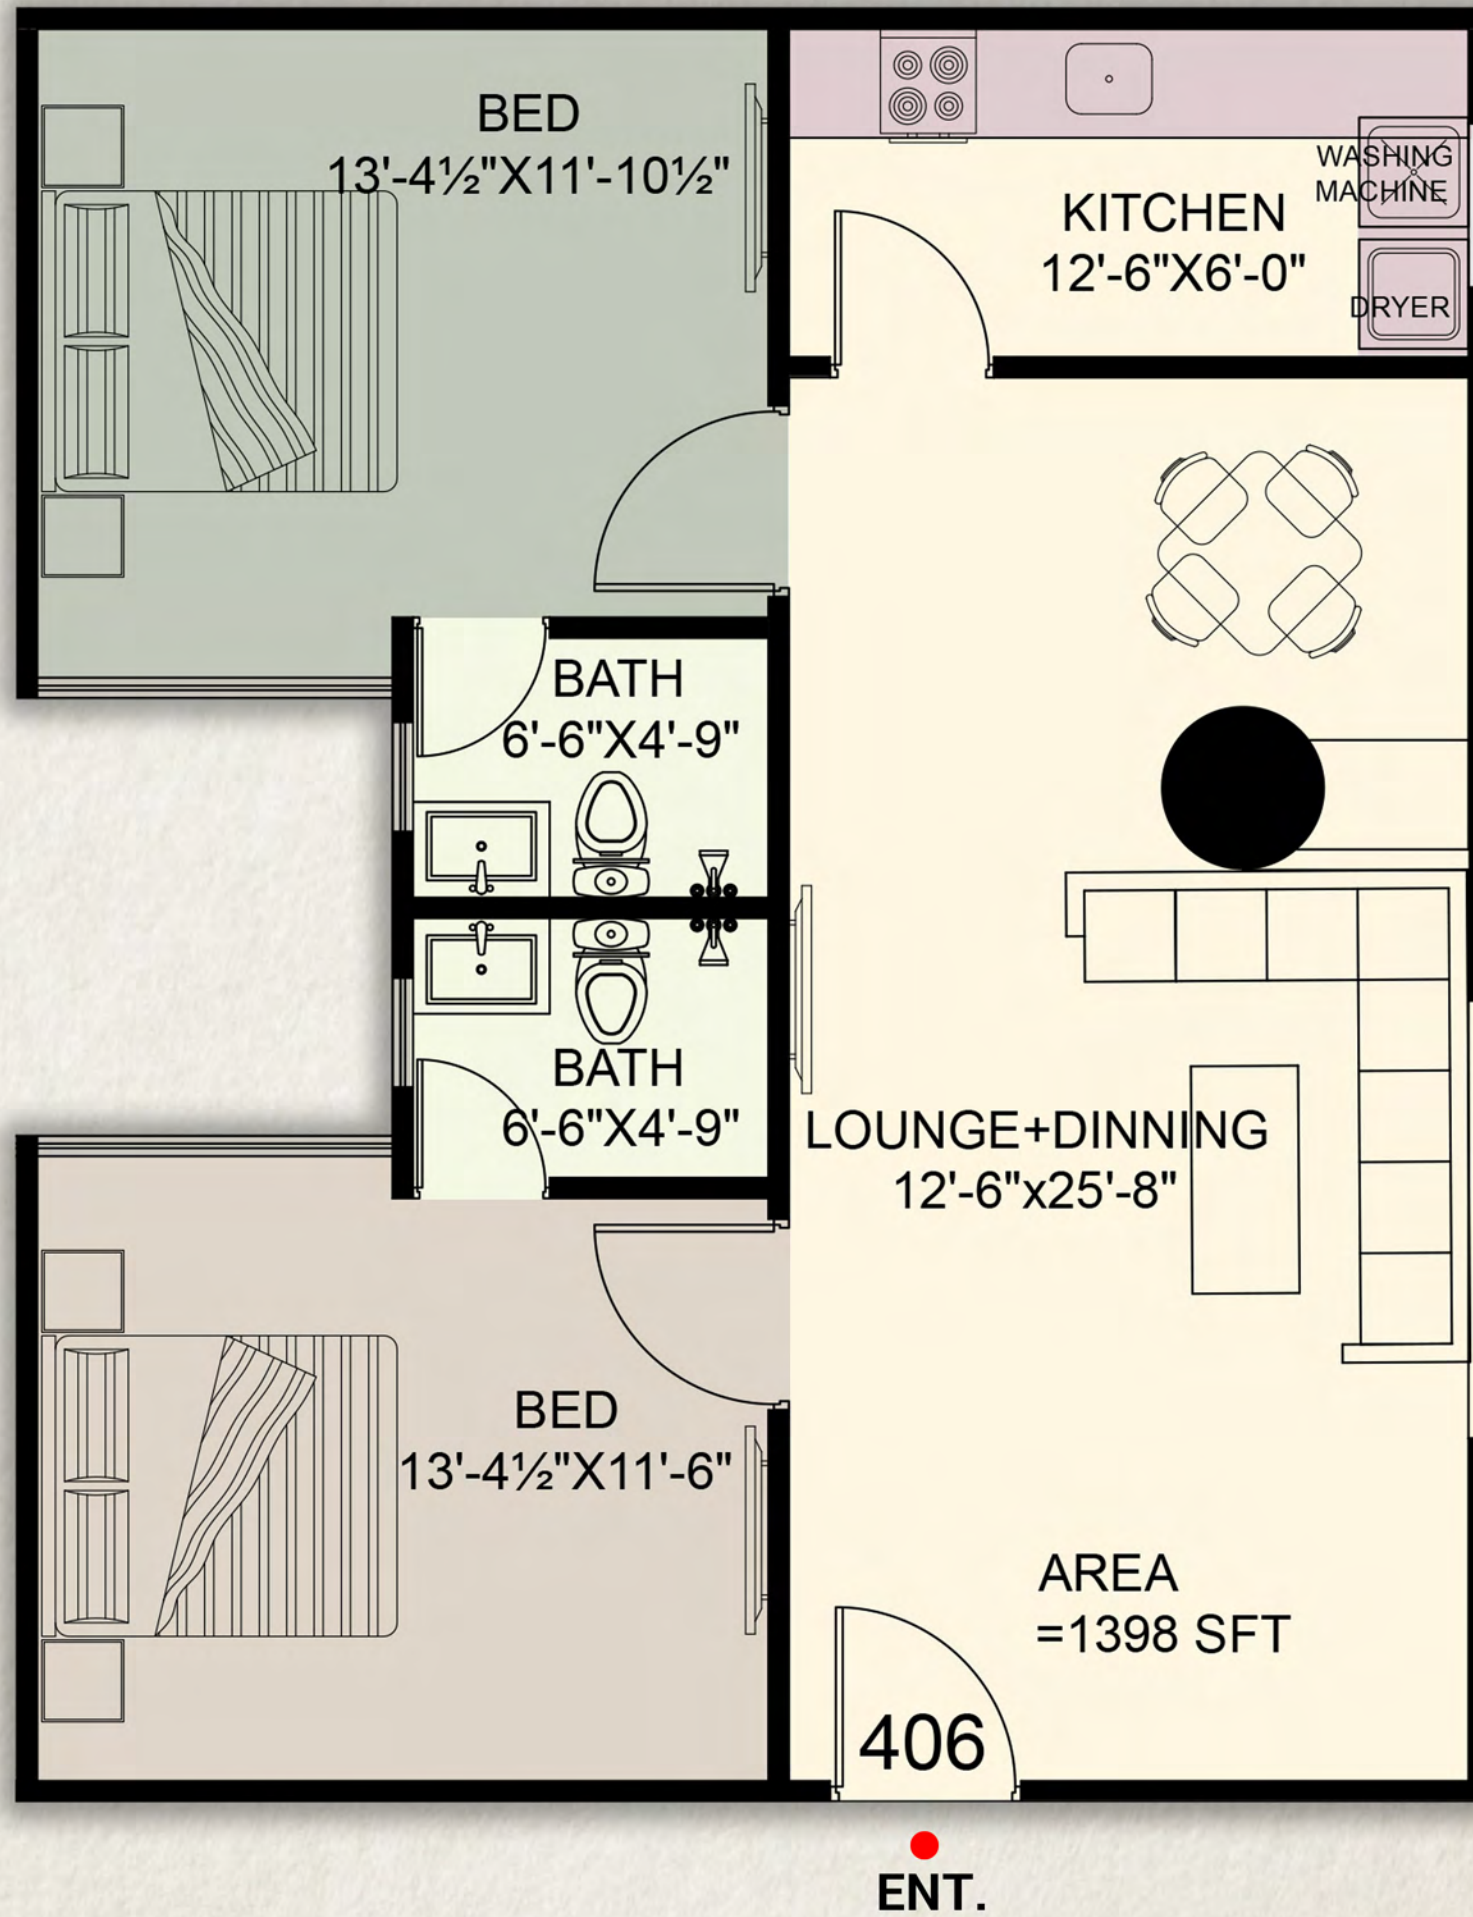 BED
13'-4½"X11'-10½"
WASHING
MACHINE
KITCHEN
12'-6"X6'-0"
DRYER
BATH
6'-6"X4'-9"
BATH
6'-6"X4'-9"
LOUNGE+DINNING
12'-6"x25'-8"
BED
13'-4½"X11'-6"
AREA
=1398 SFT
406
ENT.